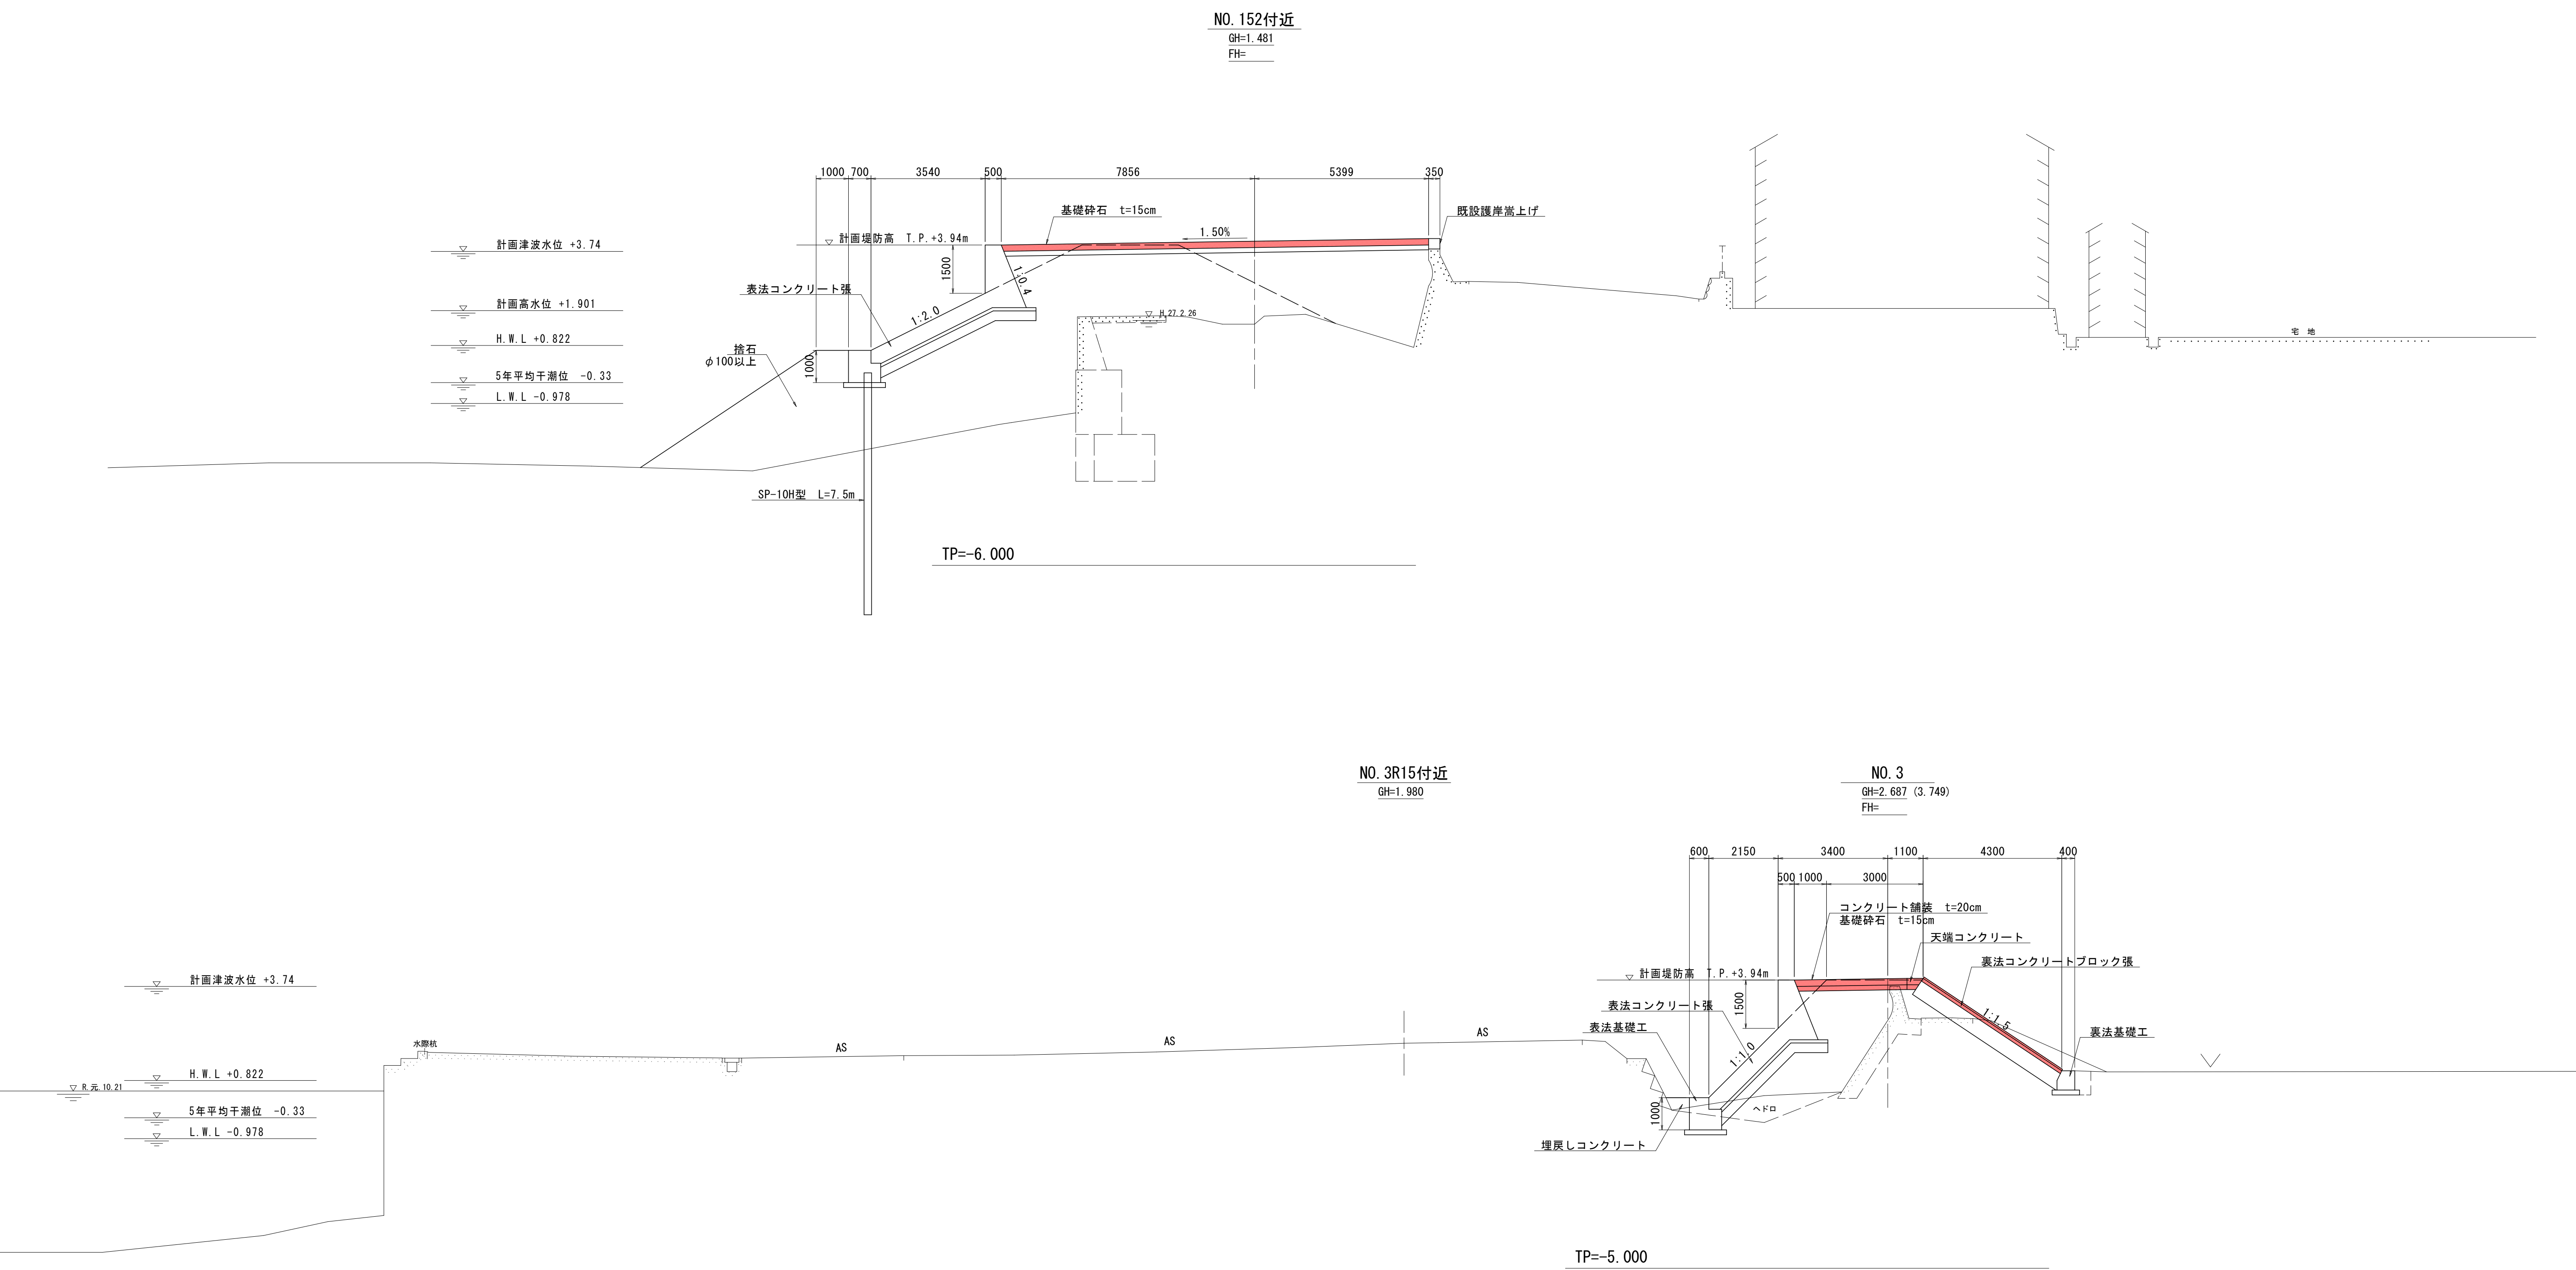 NO.152付近
GH=1.481
FH=
1000 700 3540 500 7856 5399 350
基礎砕石　t=15cm
既設護岸嵩上げ
1.50%
計画堤防高　T.P.+3.94m
計画津波水位 +3.74
1500
1:0.4
表法コンクリート張
計画高水位 +1.901
1:2.0
H.27.2.26
宅　地
H.W.L +0.822
捨石
φ100以上
1000
5年平均干潮位　-0.33
L.W.L -0.978
SP-10H型　L=7.5m
TP=-6.000
NO.3R15付近
GH=1.980
NO.3
GH=2.687 (3.749)
FH=
600 2150 3400 1100 4300 400
500 1000 3000
コンクリート舗装　t=20cm
基礎砕石　t=15cm
天端コンクリート
裏法コンクリートブロック張
計画堤防高　T.P.+3.94m
計画津波水位 +3.74
1500
表法コンクリート張
1:1.5
表法基礎工
裏法基礎工
AS
AS
AS
水際杭
1:1.0
H.W.L +0.822
R.元.10.21
5年平均干潮位　-0.33
ヘドロ
1000
L.W.L -0.978
埋戻しコンクリート
TP=-5.000